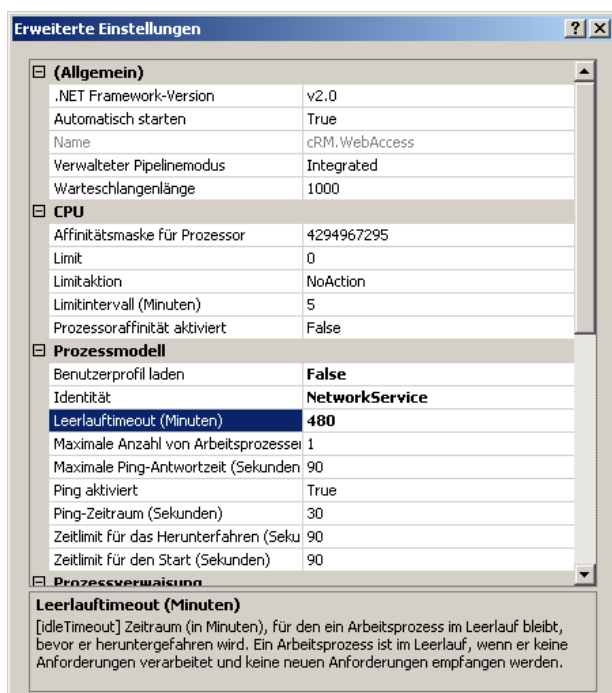 Erweiterte Einstellungen ? X
(Allgemein)
.NET Framework-Version v2.0
Automatisch starten True
Name cRM.WebAccess
Verwalteter Pipelinemodus Integrated
Warteschlangenlänge 1000
CPU
Affinitätsmaske für Prozessor 4294967295
Limit 0
Limitaktion NoAction
Limitintervall (Minuten) 5
Prozessoraffinität aktiviert False
Prozessmodell
Benutzerprofil laden False
Identität NetworkService
Leerlauftimeout (Minuten) 480
Maximale Anzahl von Arbeitsprozesser 1
Maximale Ping-Antwortzeit (Sekunden 90
Ping aktiviert True
Ping-Zeitraum (Sekunden) 30
Zeitlimit für das Herunterfahren (Seku 90
Zeitlimit für den Start (Sekunden) 90
Prozessverwaisung
Leerlauftimeout (Minuten)
[idleTimeout] Zeitraum (in Minuten), für den ein Arbeitsprozess im Leerlauf bleibt,
bevor er heruntergefahren wird. Ein Arbeitsprozess ist im Leerlauf, wenn er keine
Anforderungen verarbeitet und keine neuen Anforderungen empfangen werden.